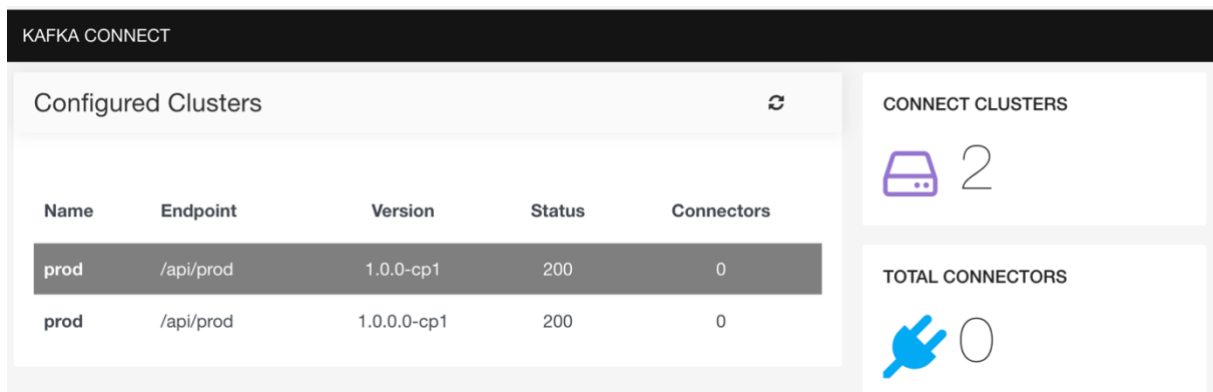 KAFKA CONNECT
Configured Clusters
Name Endpoint Version Status Connectors
prod /api/prod 1.0.0-cp1 200 0
prod /api/prod 1.0.0.0-cp1 200 0
CONNECT CLUSTERS
2
TOTAL CONNECTORS
0